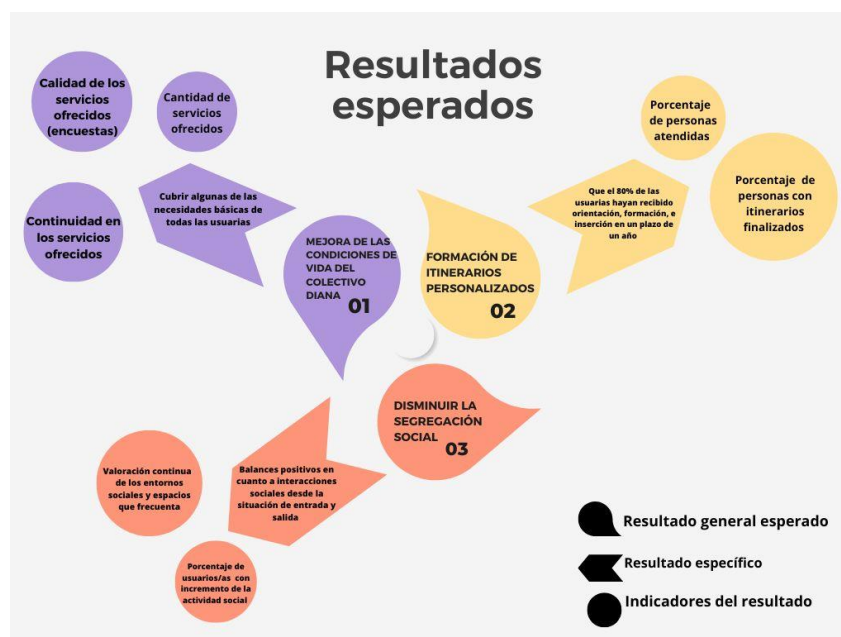 Resultados
esperados
Calidad de los
servicios
ofrecidos
(encuestas)
Cantidad de
servicios
ofrecidos
Continuidad en
los servicios
ofrecidos
Cubrir algunas de las
necesidades básicas de
todas las usuarias
MEJORA DE LAS
CONDICIONES DE
VIDA DEL
COLECTIVO
DIANA
01
Porcentaje
de personas
atendidas
Porcentaje de
personas con
itinerarios
finalizados
Que el 80% de las
usuarias hayan recibido
orientación, formación, e
inserción en un plazo de
un año
FORMACIÓN DE
ITINERARIOS
PERSONALIZADOS
02
DISMINUIR LA
SEGREGACIÓN
SOCIAL
03
Balances positivos en
cuanto a interacciones
sociales desde la
situación de entrada y
salida
Valoración continua
de los entornos
sociales y espacios
que frecuenta
Porcentaje de
usuarios/as con
incremento de la
actividad social
Resultado general esperado
Resultado específico
Indicadores del resultado